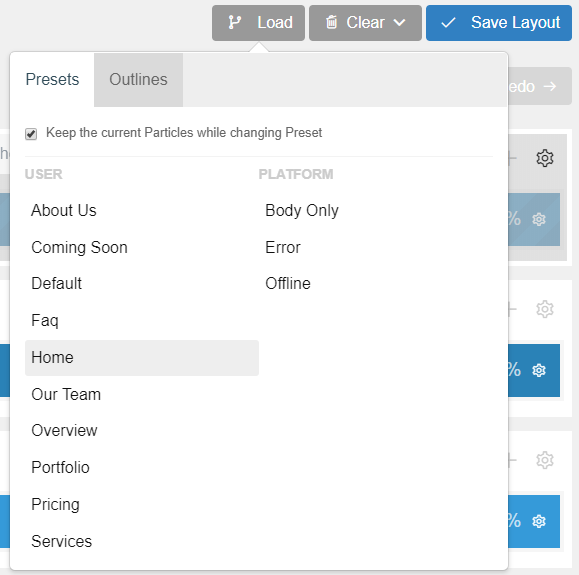 Load Clear Save Layout
Presets Outlines
edo
Keep the current Particles while changing Preset
USER PLATFORM
About Us Body Only
% 
Coming Soon Error
Default Offline
Faq
Home
%
Our Team
Overview
Portfolio
Pricing
%
Services